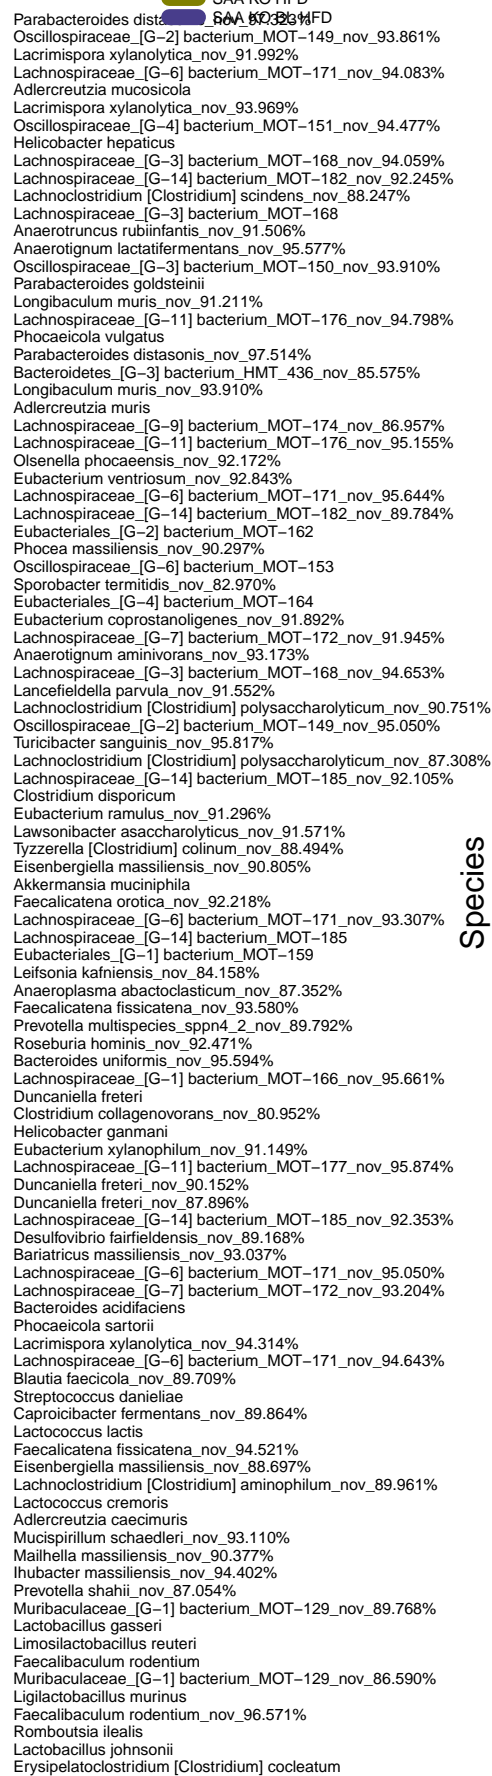 SAA KO HFD
SAA KO BL HFD
Parabacteroides distasonis_nov_97.323%
Oscillospiraceae_[G−2] bacterium_MOT−149_nov_93.861%
Lacrimispora xylanolytica_nov_91.992%
Lachnospiraceae_[G−6] bacterium_MOT−171_nov_94.083%
Adlercreutzia mucosicola
Lacrimispora xylanolytica_nov_93.969%
Oscillospiraceae_[G−4] bacterium_MOT−151_nov_94.477%
Helicobacter hepaticus
Lachnospiraceae_[G−3] bacterium_MOT−168_nov_94.059%
Lachnospiraceae_[G−14] bacterium_MOT−182_nov_92.245%
Lachnoclostridium [Clostridium] scindens_nov_88.247%
Lachnospiraceae_[G−3] bacterium_MOT−168
Anaerotruncus rubiinfantis_nov_91.506%
Anaerotignum lactatifermentans_nov_95.577%
Oscillospiraceae_[G−3] bacterium_MOT−150_nov_93.910%
Parabacteroides goldsteinii
Longibaculum muris_nov_91.211%
Lachnospiraceae_[G−11] bacterium_MOT−176_nov_94.798%
Phocaeicola vulgatus
Parabacteroides distasonis_nov_97.514%
Bacteroidetes_[G−3] bacterium_HMT_436_nov_85.575%
Longibaculum muris_nov_93.910%
Adlercreutzia muris
Lachnospiraceae_[G−9] bacterium_MOT−174_nov_86.957%
Lachnospiraceae_[G−11] bacterium_MOT−176_nov_95.155%
Olsenella phocaeensis_nov_92.172%
Eubacterium ventriosum_nov_92.843%
Lachnospiraceae_[G−6] bacterium_MOT−171_nov_95.644%
Lachnospiraceae_[G−14] bacterium_MOT−182_nov_89.784%
Eubacteriales_[G−2] bacterium_MOT−162
Phocea massiliensis_nov_90.297%
Oscillospiraceae_[G−6] bacterium_MOT−153
Sporobacter termitidis_nov_82.970%
Eubacteriales_[G−4] bacterium_MOT−164
Eubacterium coprostanoligenes_nov_91.892%
Lachnospiraceae_[G−7] bacterium_MOT−172_nov_91.945%
Anaerotignum aminivorans_nov_93.173%
Lachnospiraceae_[G−3] bacterium_MOT−168_nov_94.653%
Lancefieldella parvula_nov_91.552%
Lachnoclostridium [Clostridium] polysaccharolyticum_nov_90.751%
Oscillospiraceae_[G−2] bacterium_MOT−149_nov_95.050%
Turicibacter sanguinis_nov_95.817%
Lachnoclostridium [Clostridium] polysaccharolyticum_nov_87.308%
Lachnospiraceae_[G−14] bacterium_MOT−185_nov_92.105%
Clostridium disporicum
Eubacterium ramulus_nov_91.296%
Lawsonibacter asaccharolyticus_nov_91.571%
Tyzzerella [Clostridium] colinum_nov_88.494%
Eisenbergiella massiliensis_nov_90.805%
Akkermansia muciniphila
Faecalicatena orotica_nov_92.218%
Lachnospiraceae_[G−6] bacterium_MOT−171_nov_93.307%
Lachnospiraceae_[G−14] bacterium_MOT−185
Eubacteriales_[G−1] bacterium_MOT−159
Leifsonia kafniensis_nov_84.158%
Anaeroplasma abactoclasticum_nov_87.352%
Faecalicatena fissicatena_nov_93.580%
Prevotella multispecies_sppn4_2_nov_89.792%
Roseburia hominis_nov_92.471%
Bacteroides uniformis_nov_95.594%
Lachnospiraceae_[G−1] bacterium_MOT−166_nov_95.661%
Duncaniella freteri
Clostridium collagenovorans_nov_80.952%
Helicobacter ganmani
Eubacterium xylanophilum_nov_91.149%
Lachnospiraceae_[G−11] bacterium_MOT−177_nov_95.874%
Duncaniella freteri_nov_90.152%
Duncaniella freteri_nov_87.896%
Lachnospiraceae_[G−14] bacterium_MOT−185_nov_92.353%
Desulfovibrio fairfieldensis_nov_89.168%
Bariatricus massiliensis_nov_93.037%
Lachnospiraceae_[G−6] bacterium_MOT−171_nov_95.050%
Lachnospiraceae_[G−7] bacterium_MOT−172_nov_93.204%
Bacteroides acidifaciens
Phocaeicola sartorii
Lacrimispora xylanolytica_nov_94.314%
Lachnospiraceae_[G−6] bacterium_MOT−171_nov_94.643%
Blautia faecicola_nov_89.709%
Streptococcus danieliae
Caproicibacter fermentans_nov_89.864%
Lactococcus lactis
Faecalicatena fissicatena_nov_94.521%
Eisenbergiella massiliensis_nov_88.697%
Lachnoclostridium [Clostridium] aminophilum_nov_89.961%
Lactococcus cremoris
Adlercreutzia caecimuris
Mucispirillum schaedleri_nov_93.110%
Mailhella massiliensis_nov_90.377%
Ihubacter massiliensis_nov_94.402%
Prevotella shahii_nov_87.054%
Muribaculaceae_[G−1] bacterium_MOT−129_nov_89.768%
Lactobacillus gasseri
Limosilactobacillus reuteri
Faecalibaculum rodentium
Muribaculaceae_[G−1] bacterium_MOT−129_nov_86.590%
Ligilactobacillus murinus
Faecalibaculum rodentium_nov_96.571%
Romboutsia ilealis
Lactobacillus johnsonii
Erysipelatoclostridium [Clostridium] cocleatum
Species